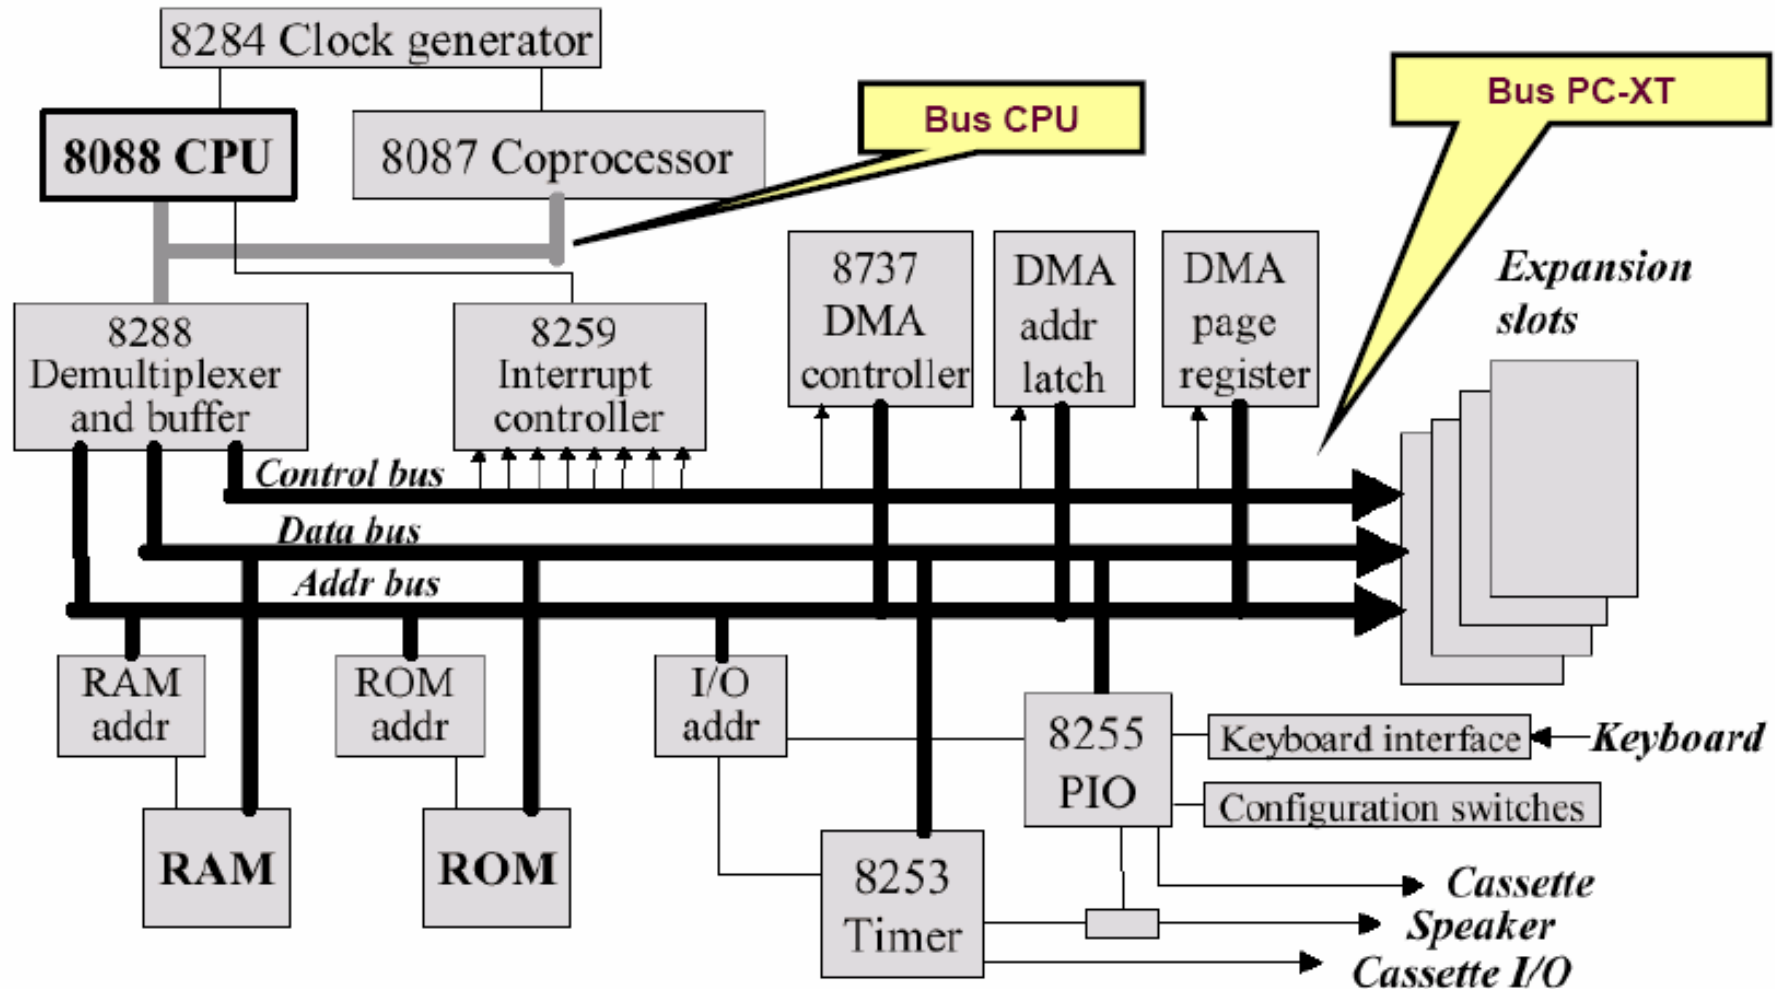 8284 Clock generator
8088 CPU
8087 Coprocessor
Bus CPU
Bus PC-XT
8288
Demultiplexer
and buffer
8259
Interrupt
controller
8737
DMA
controller
DMA
addr
latch
DMA
page
register
Expansion
slots
Control bus
Data bus
Addr bus
RAM
addr
ROM
addr
I/O
addr
8255
PIO
Keyboard interface
Keyboard
Configuration switches
RAM
ROM
8253
Timer
Cassette
Speaker
Cassette I/O